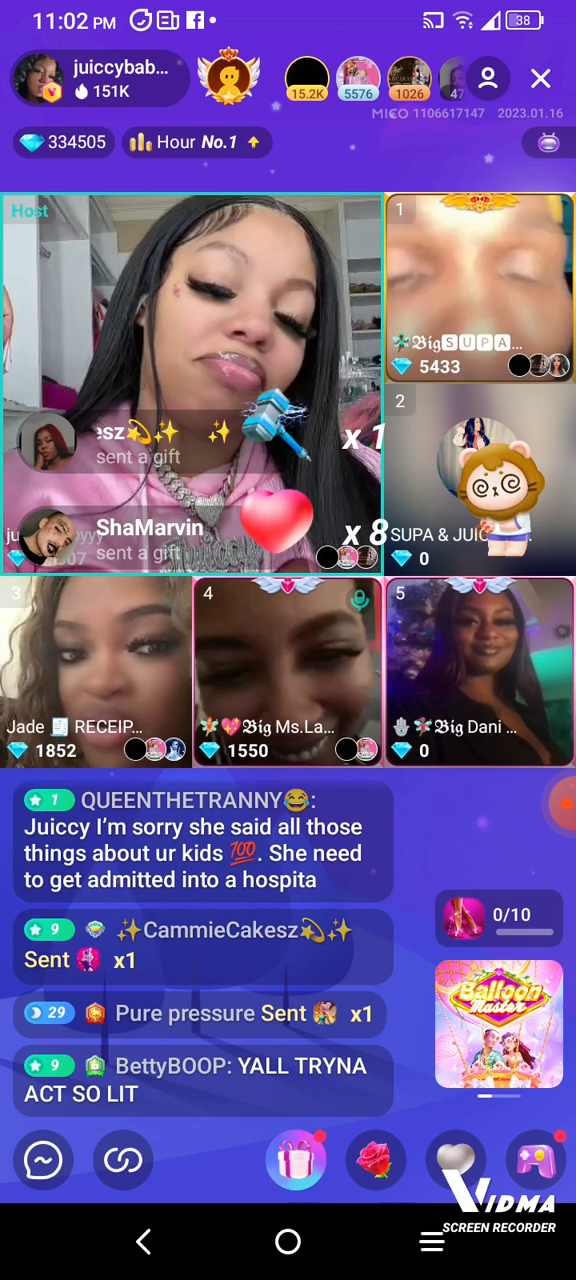 11:02 PM
38
juiccybab...
151K
15.2K
5576
1026
47
MICO 1106617147 2023.01.16
334505
Hour No.1
Host
1
𝕭𝖎𝖌🆂🆄🅿🅰...
5433
2
esz💫✨ ✨
sent a gift
x 1
ShaMarvin
sent a gift
x 8
SUPA & JUIC
0
3
Jade 🧾 RECEIP...
1852
4
𝕭𝖎𝖌 Ms.La...
1550
5
𝕭𝖎𝖌 Dani ...
0
1 QUEENTHETRANNY😂:
Juiccy I'm sorry she said all those
things about ur kids 💯. She need
to get admitted into a hospita
9 ✨CammieCakesz💫✨
Sent x1
29 Pure pressure Sent x1
9 BettyBOOP: YALL TRYNA
ACT SO LIT
0/10
Balloon
Master
VIDMA
SCREEN RECORDER